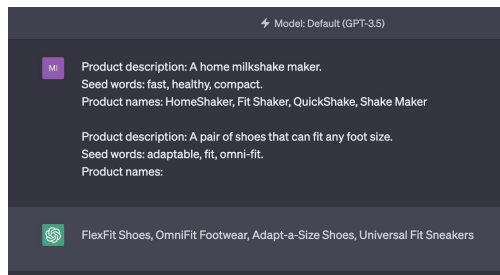 Model: Default (GPT-3.5)
MI
Product description: A home milkshake maker.
Seed words: fast, healthy, compact.
Product names: HomeShaker, Fit Shaker, QuickShake, Shake Maker
Product description: A pair of shoes that can fit any foot size.
Seed words: adaptable, fit, omni-fit.
Product names:
FlexFit Shoes, OmniFit Footwear, Adapt-a-Size Shoes, Universal Fit Sneakers